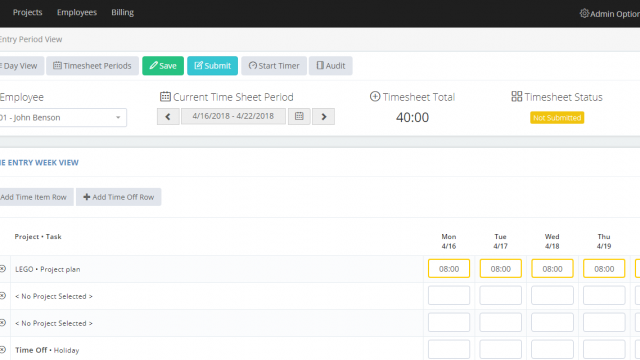 Projects Employees Billing Admin Option
Entry Period View
Day View Timesheet Periods Save Submit Start Timer Audit
Employee Current Time Sheet Period Timesheet Total Timesheet Status
01 - John Benson 4/16/2018 - 4/22/2018 40:00 Not Submitted
ENTRY WEEK VIEW
Add Time Item Row Add Time Off Row
Project • Task Mon Tue Wed Thu
4/16 4/17 4/18 4/19
LEGO • Project plan 08:00 08:00 08:00 08:00
< No Project Selected >
< No Project Selected >
Time Off • Holiday